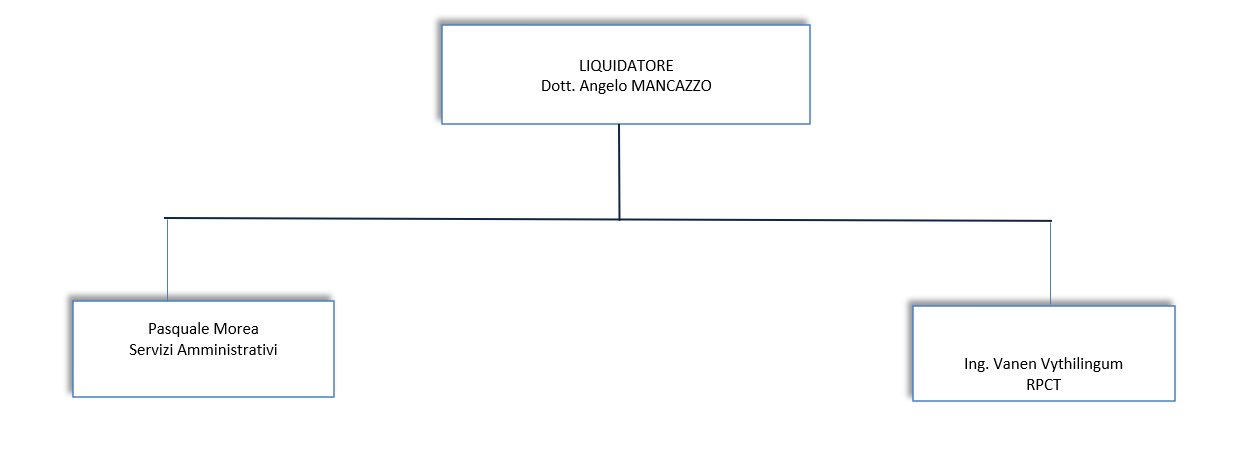 LIQUIDATORE
Dott. Angelo MANCAZZO
Pasquale Morea
Servizi Amministrativi
Ing. Vanen Vythilingum
RPCT